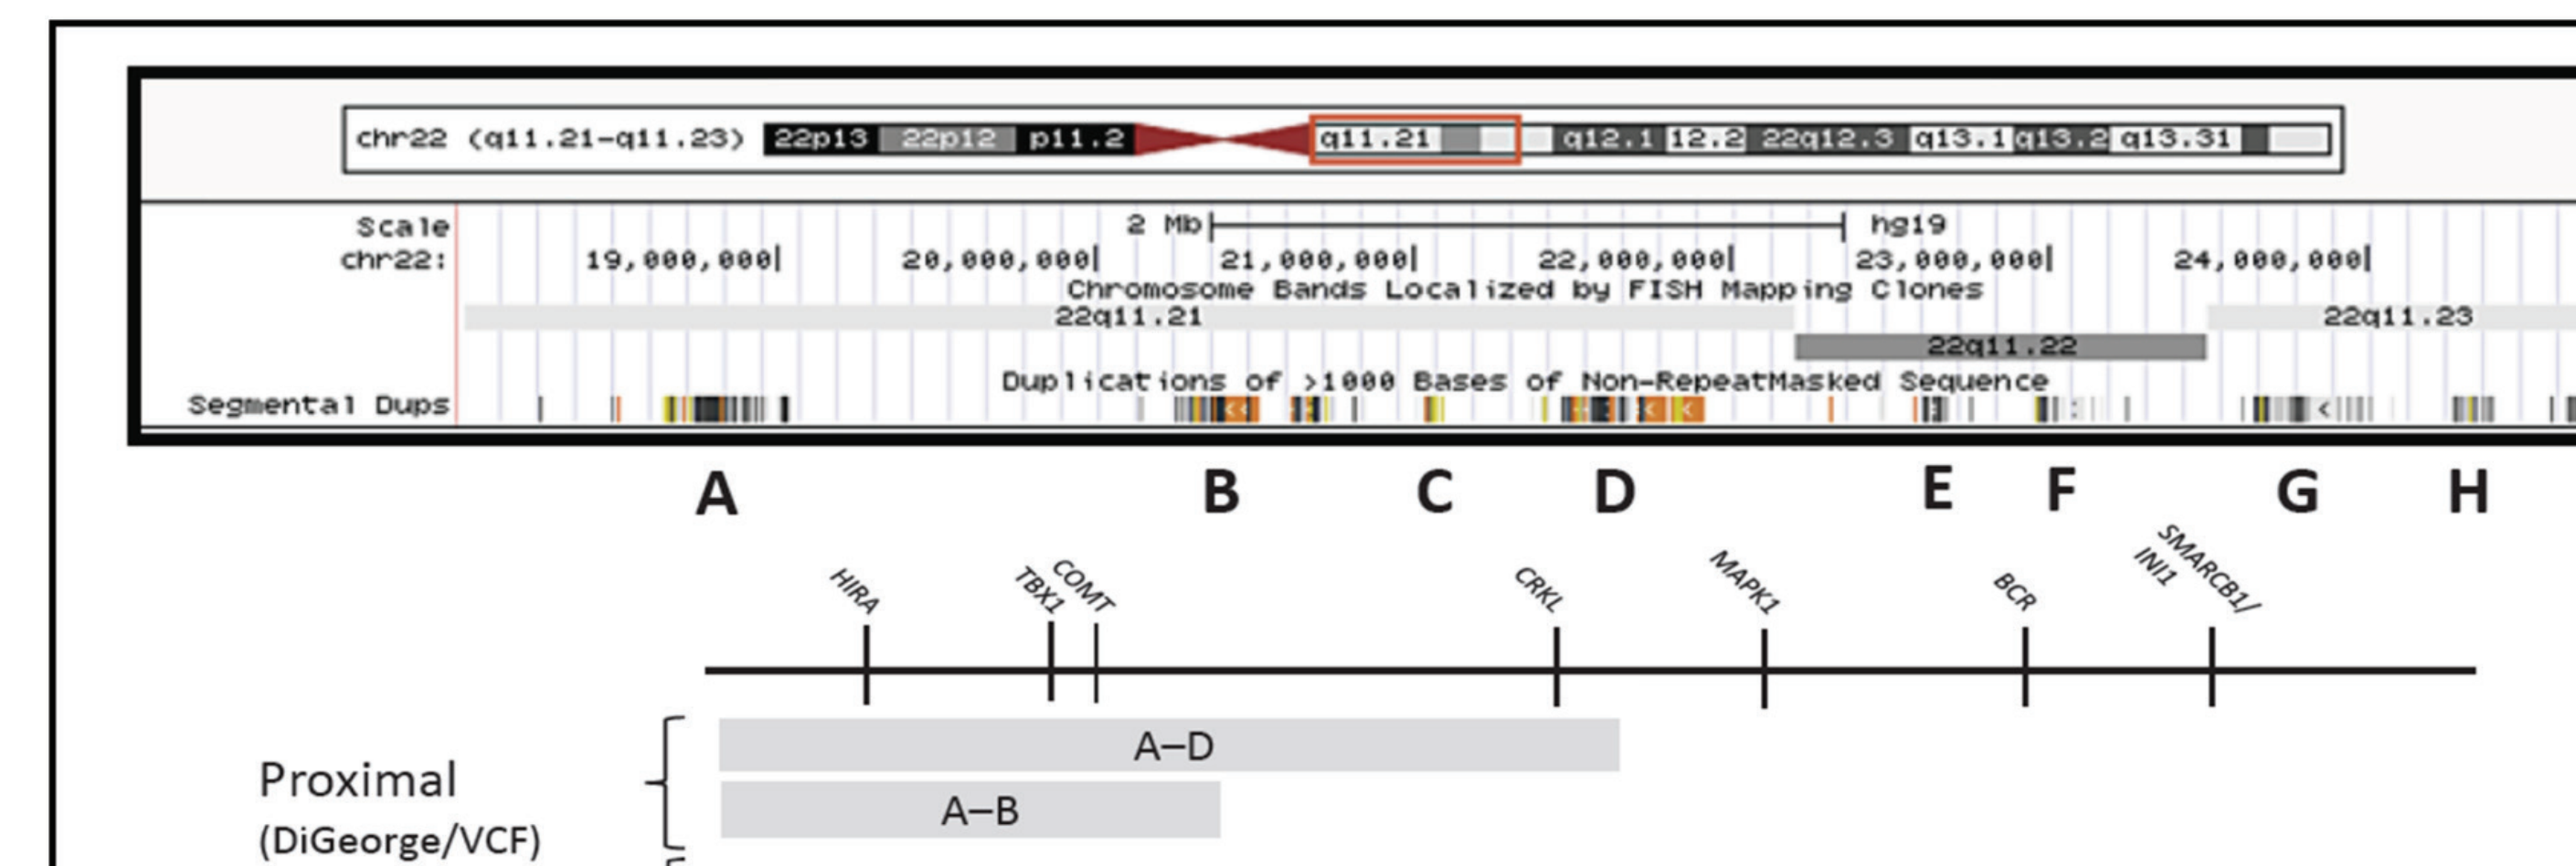 chr22 (q11.21-q11.23) 22p13 22p12 p11.2 q11.21 q12.1 12.2 22q12.3 q13.1 q13.2 q13.31
Scale 2 Mb hg19
chr22: 19,000,000 20,000,000 21,000,000 22,000,000 23,000,000 24,000,000
Chromosome Bands Localized by FISH Mapping Clones
22q11.21 22q11.23
22q11.22
Duplications of >1000 Bases of Non-RepeatMasked Sequence
Segmental Dups
A B C D E F G H
HIRA TBX1 COMT CRKL MAPK1 BCR SMARCB1/
INI1
A–D
Proximal
A–B
(DiGeorge/VCF)